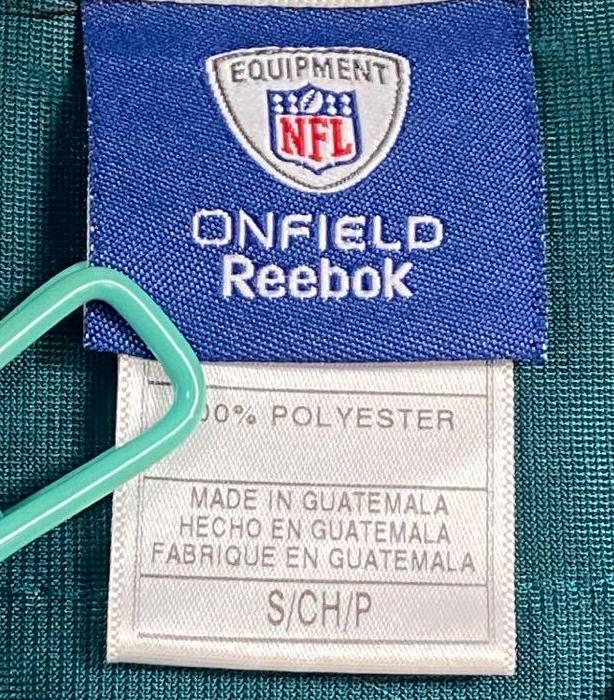 EQUIPMENT
NFL
ONFIELD
Reebok
00% POLYESTER
MADE IN GUATEMALA
HECHO EN GUATEMALA
FABRIQUE EN GUATEMALA
S/CH/P